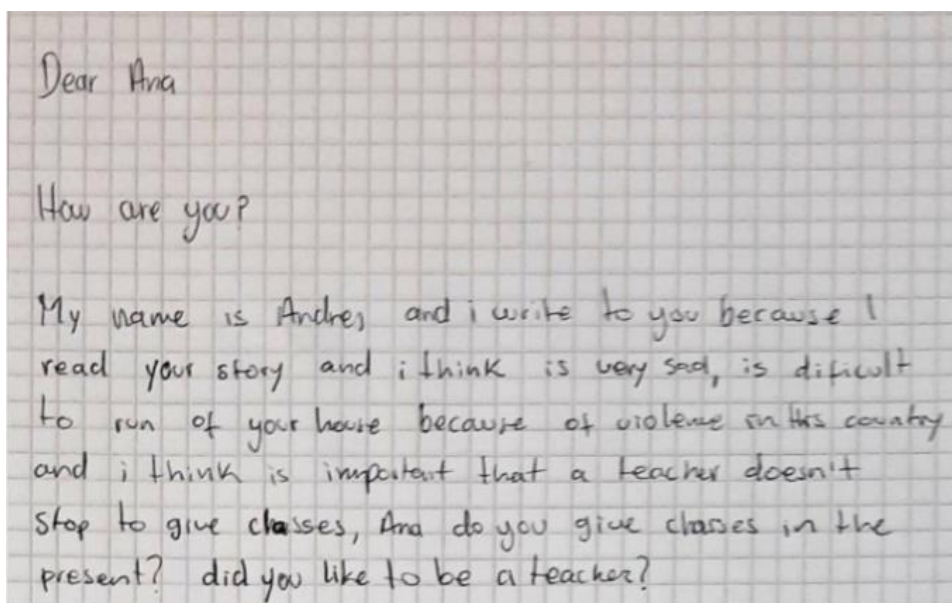 Dear Ana
How are you?
My name is Andres and i write to you because I
read your story and i think is very sad, is dificult
to run of your house because of violence in this country
and i think is important that a teacher doesn't
stop to give classes, Ana do you give classes in the
present? did you like to be a teacher?